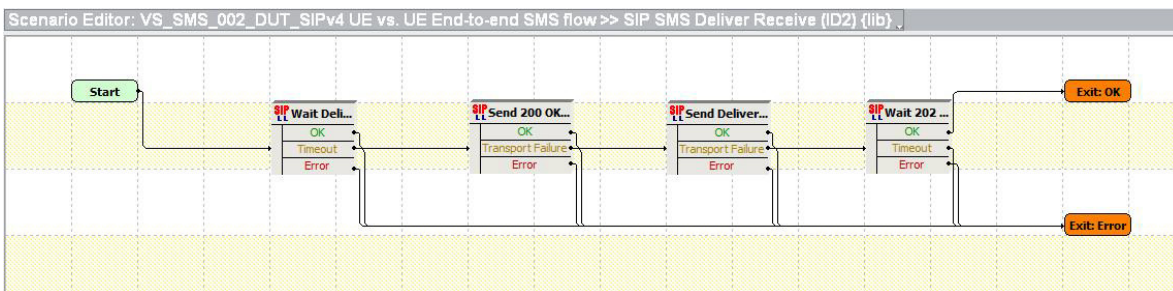 Scenario Editor: VS_SMS_002_DUT_SIPv4 UE vs. UE End-to-end SMS flow >> SIP SMS Deliver Receive (ID2) {lib}
Start
SIP LL Wait Deli...
OK
Timeout
Error
SIP LL Send 200 OK...
OK
Transport Failure
Error
SIP LL Send Deliver...
OK
Transport Failure
Error
SIP LL Wait 202 ...
OK
Timeout
Error
Exit: OK
Exit: Error